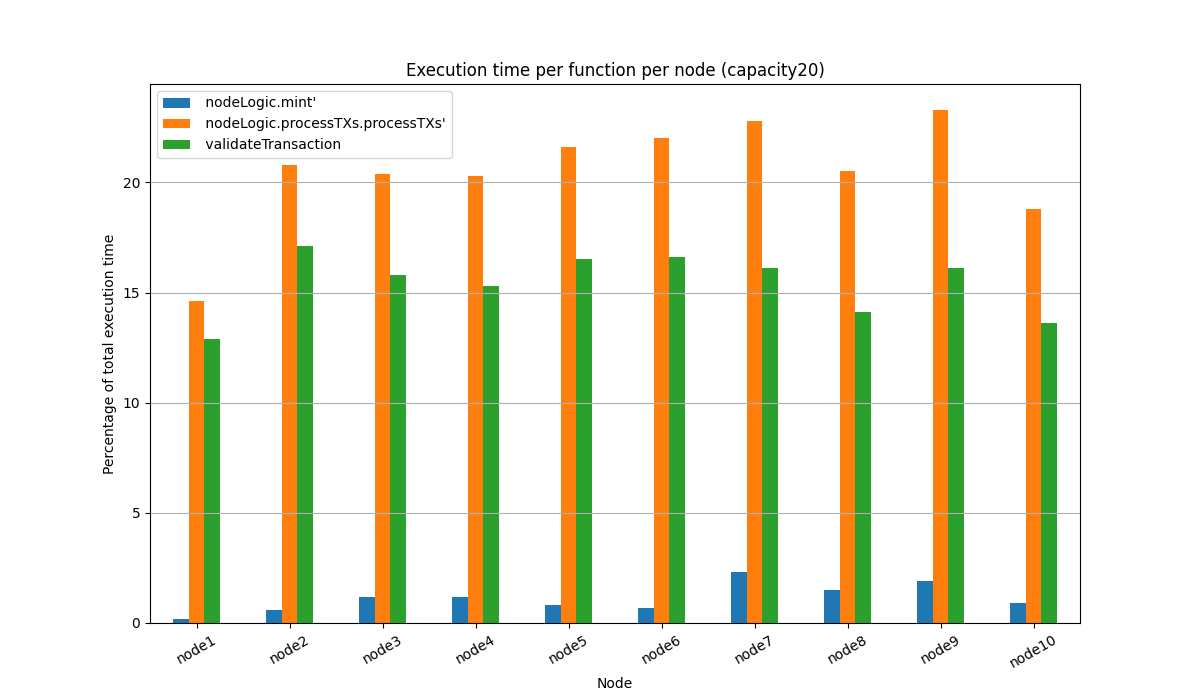 Execution time per function per node (capacity20)
nodeLogic.mint'
nodeLogic.processTXs.processTXs'
validateTransaction
Percentage of total execution time
20
15
10
5
0
node1 node2 node3 node4 node5 node6 node7 node8 node9 node10
Node